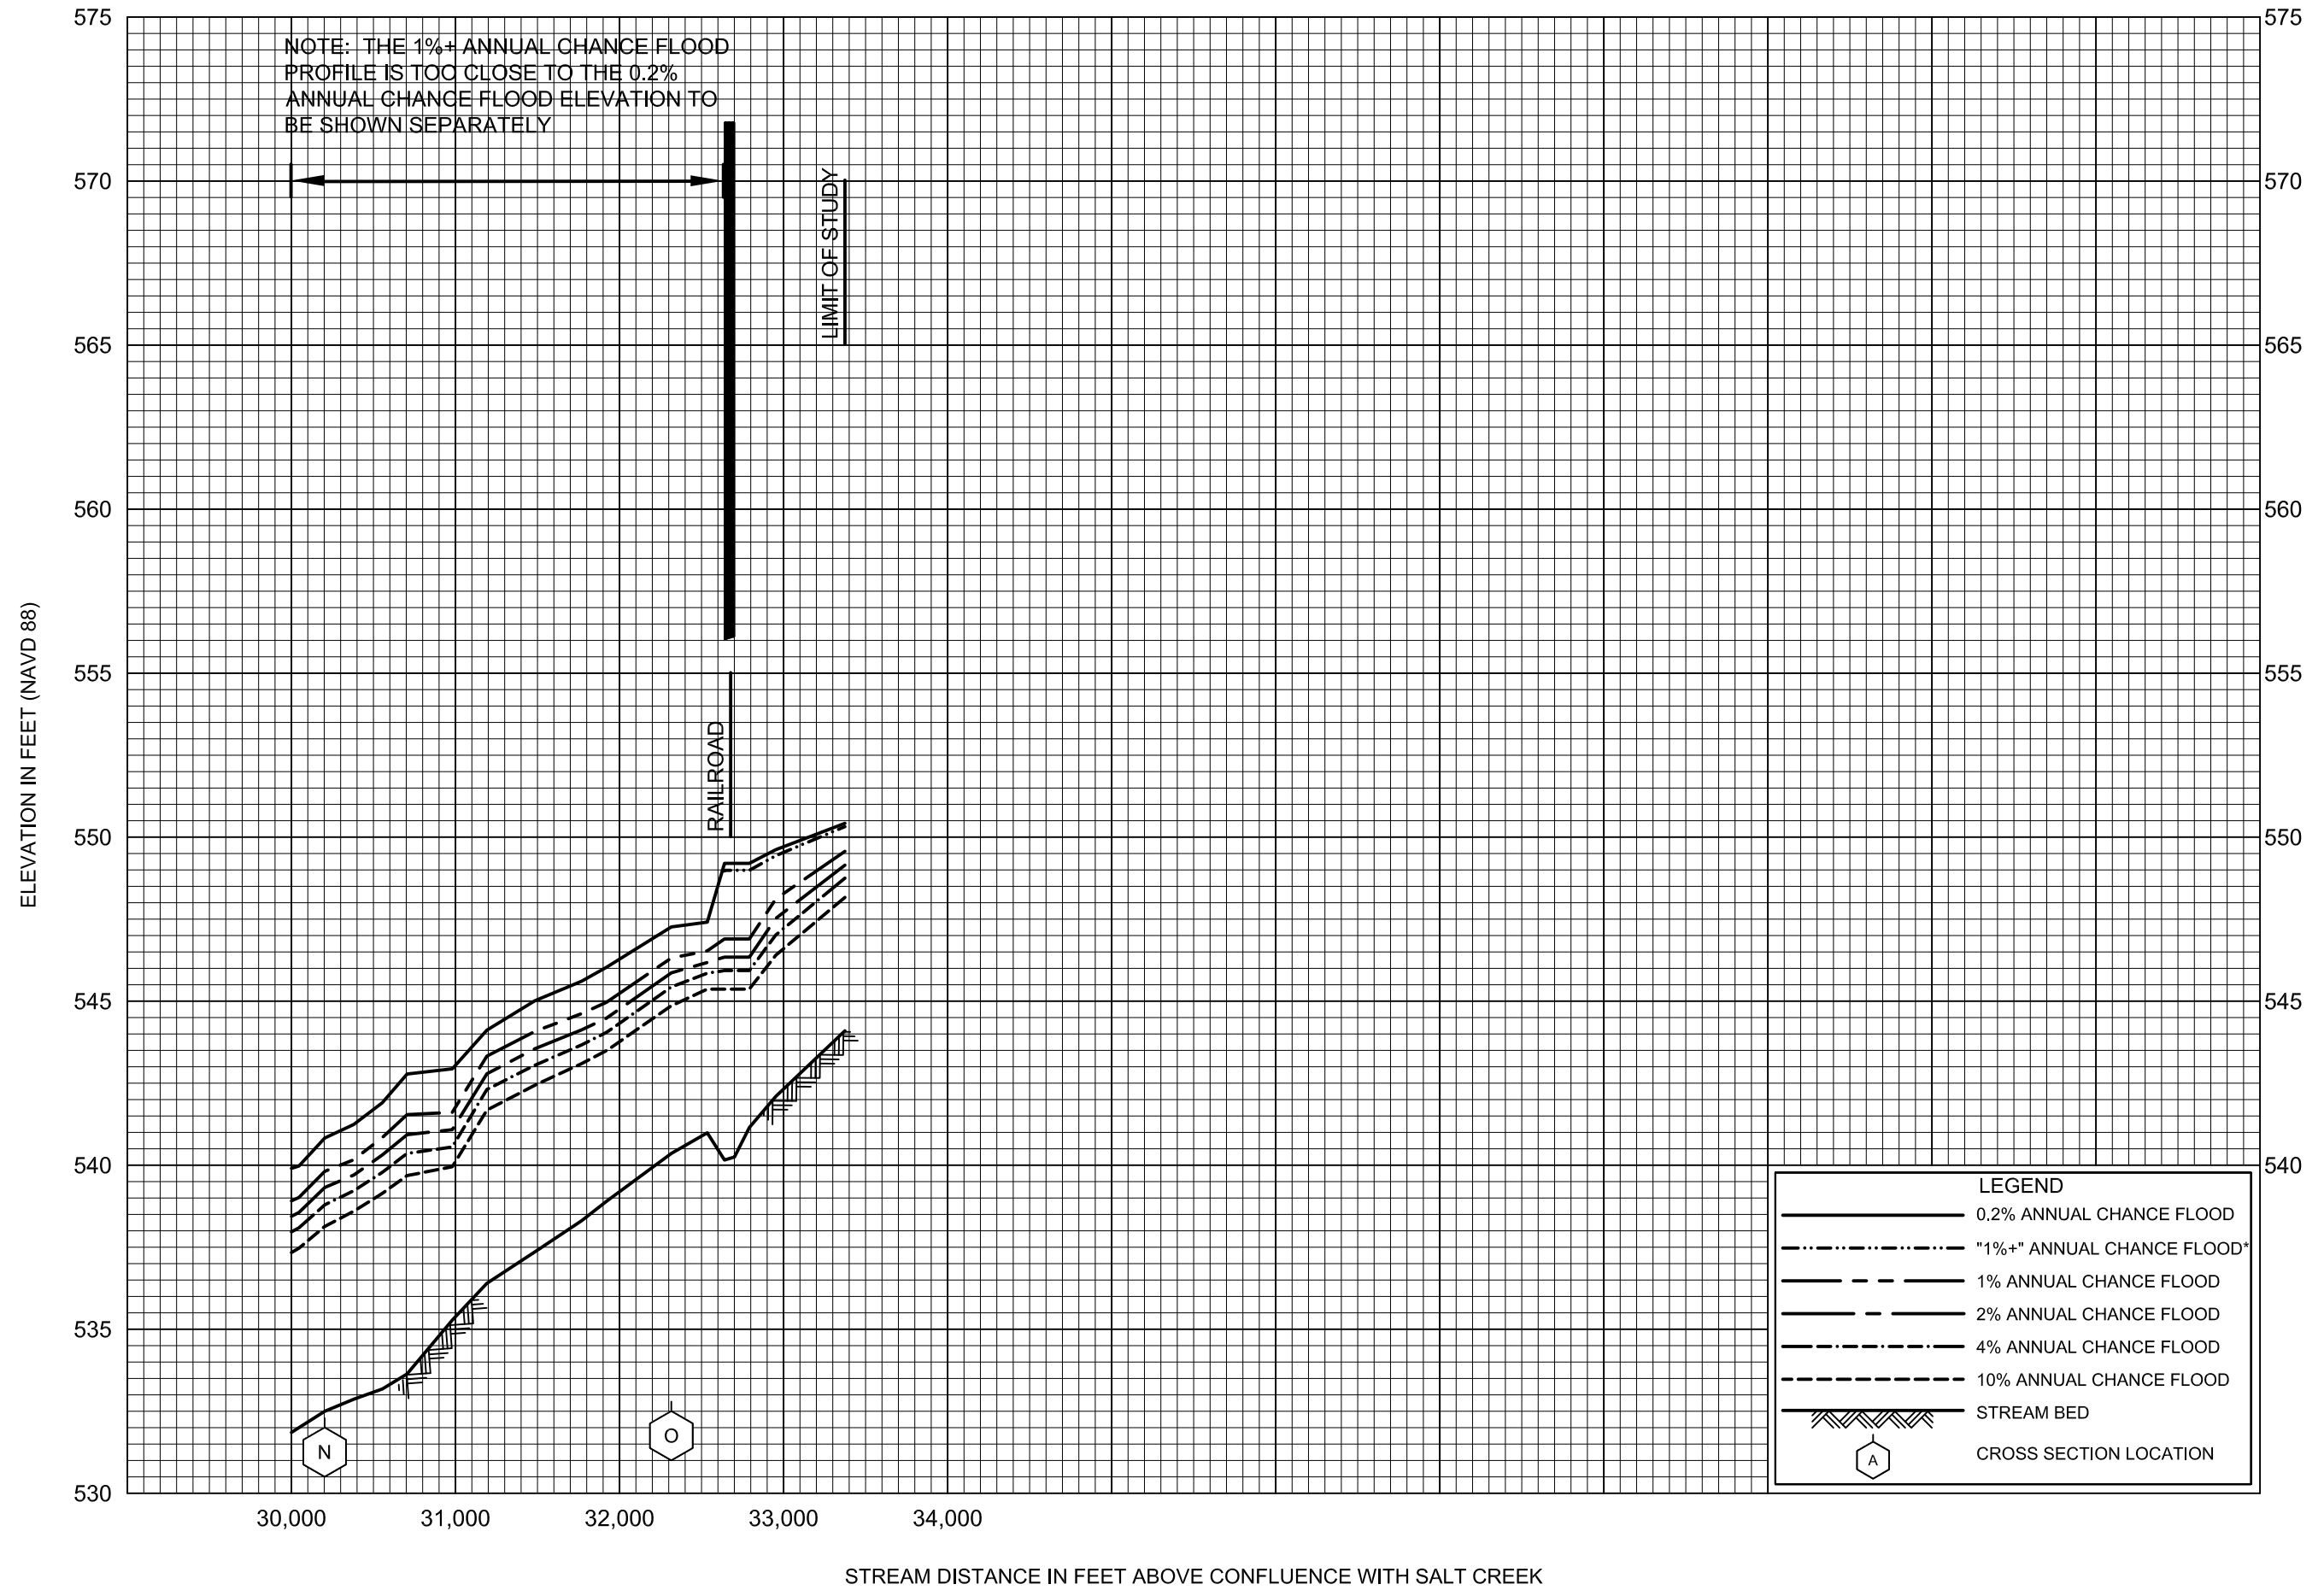 NOTE: THE 1%+ ANNUAL CHANCE FLOOD
PROFILE IS TOO CLOSE TO THE 0.2%
ANNUAL CHANCE FLOOD ELEVATION TO
BE SHOWN SEPARATELY
575
570
565
560
555
550
545
540
535
530
575
570
565
560
555
550
545
540
ELEVATION IN FEET (NAVD 88)
RAILROAD
LIMIT OF STUDY
N
O
LEGEND
0.2% ANNUAL CHANCE FLOOD
"1%+" ANNUAL CHANCE FLOOD*
1% ANNUAL CHANCE FLOOD
2% ANNUAL CHANCE FLOOD
4% ANNUAL CHANCE FLOOD
10% ANNUAL CHANCE FLOOD
STREAM BED
A
CROSS SECTION LOCATION
30,000 31,000 32,000 33,000 34,000
STREAM DISTANCE IN FEET ABOVE CONFLUENCE WITH SALT CREEK